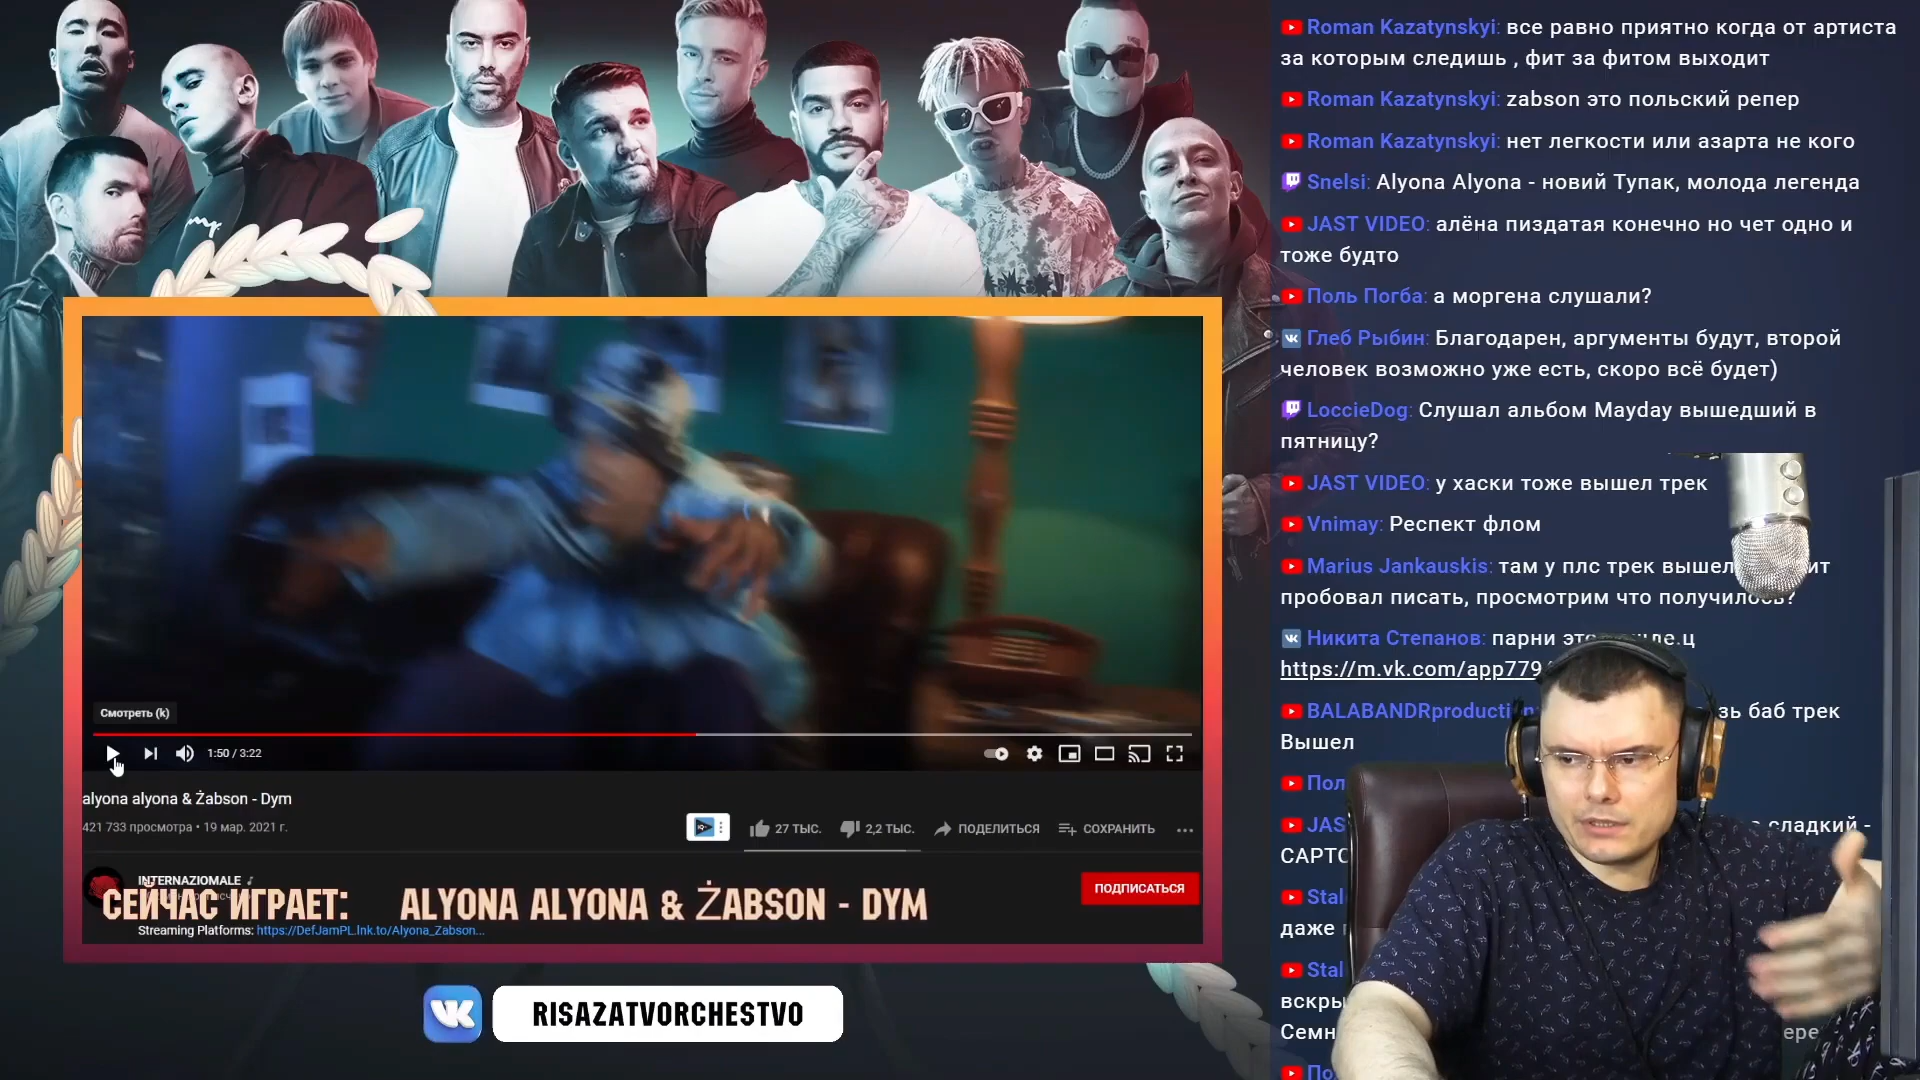 Roman Kazatynskyi: все равно приятно когда от артиста
за которым следишь , фит за фитом выходит
Roman Kazatynskyi: zabson это польский репер
Roman Kazatynskyi: нет легкости или азарта не кого
Snelsi: Alyona Alyona - новий Тупак, молода легенда
JAST VIDEO: алёна пиздатая конечно но чет одно и
тоже будто
Поль Погба: а моргена слушали?
Глеб Рыбин: Благодарен, аргументы будут, второй
человек возможно уже есть, скоро всё будет)
LoccieDog: Слушал альбом Mayday вышедший в
пятницу?
JAST VIDEO: у хаски тоже вышел трек
Vnimay: Респект флом
Marius Jankauskis: там у плс трек вышел
пробовал писать, просмотрим что получилось?
Никита Степанов: парни
https://m.vk.com/app779
BALABANDRproduction: баб трек
Вышел
сладкий -
даже
Смотреть (k)
1:50 / 3:22
alyona alyona & Żabson - Dym
421 733 просмотра • 19 мар. 2021 г.
27 ТЫС. 2,2 ТЫС. ПОДЕЛИТЬСЯ СОХРАНИТЬ
INTERNAZIOMALE
ПОДПИСАТЬСЯ
СЕЙЧАС ИГРАЕТ: ALYONA ALYONA & ŻABSON - DYM
Streaming Platforms: https://DefJamPL.lnk.to/Alyona_Zabson...
RISAZATVORCHESTVO